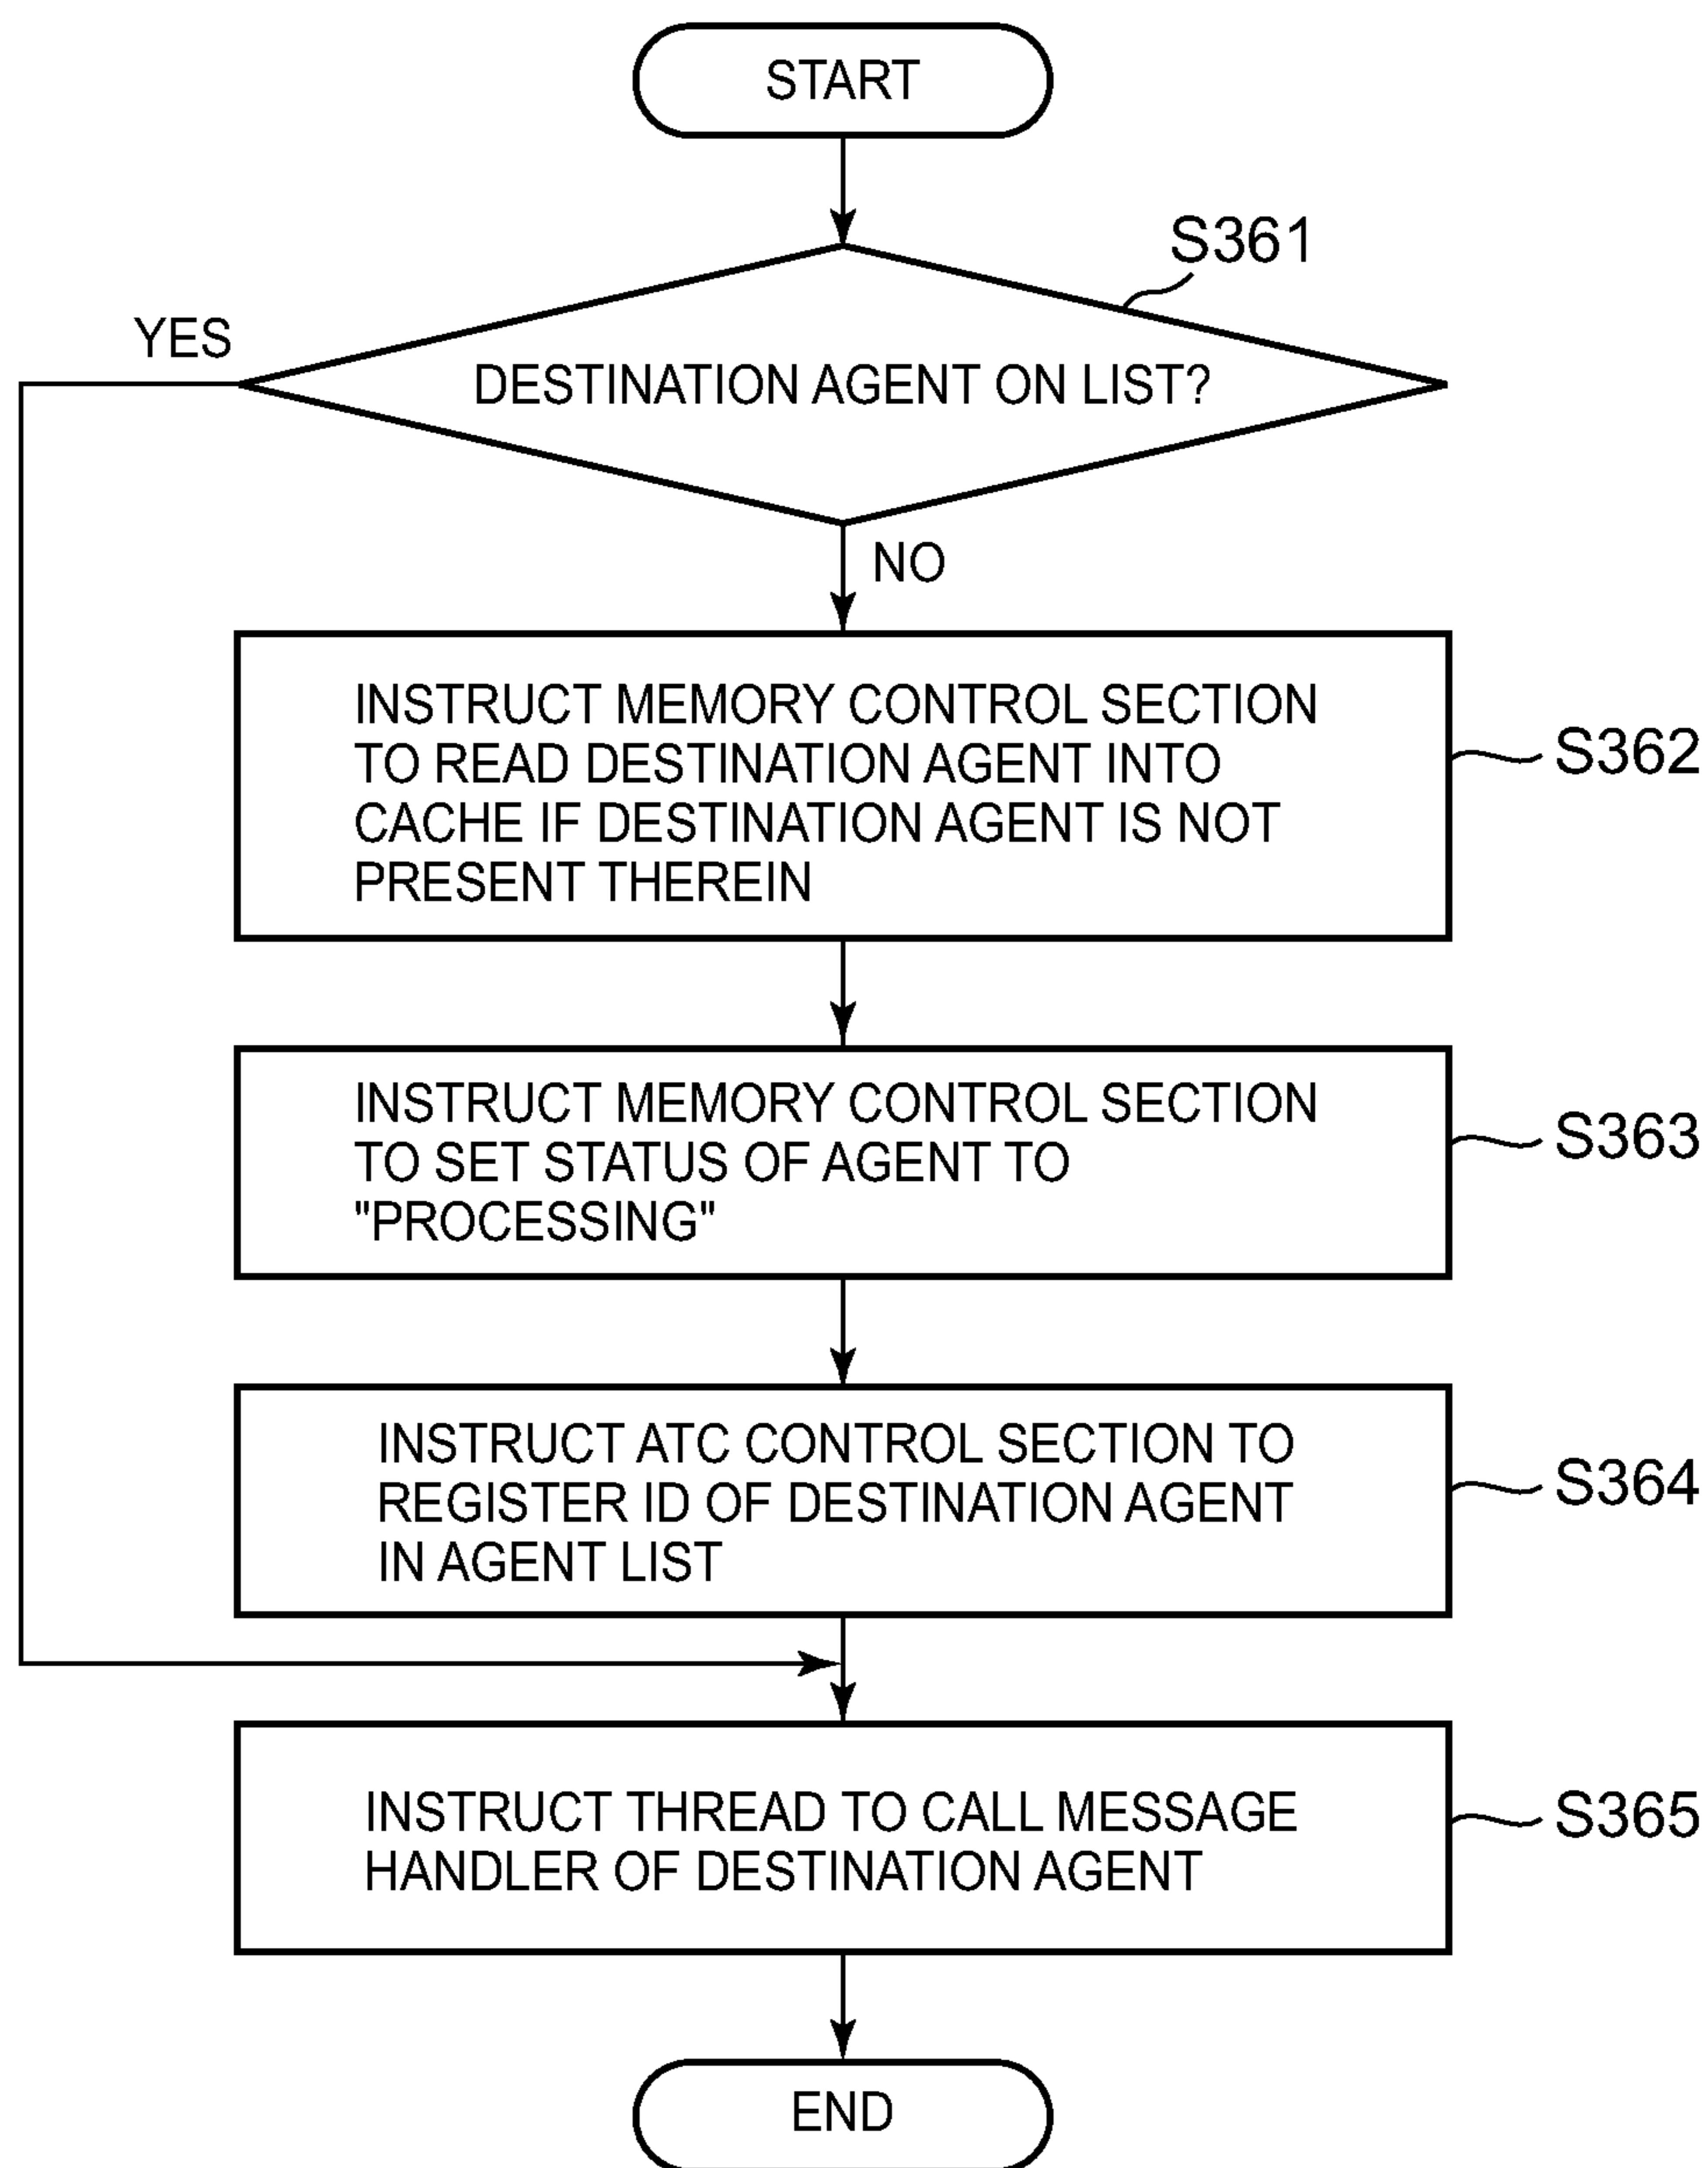 START
S361
YES
DESTINATION AGENT ON LIST?
NO
INSTRUCT MEMORY CONTROL SECTION
TO READ DESTINATION AGENT INTO
CACHE IF DESTINATION AGENT IS NOT
PRESENT THEREIN
S362
INSTRUCT MEMORY CONTROL SECTION
TO SET STATUS OF AGENT TO
"PROCESSING"
S363
INSTRUCT ATC CONTROL SECTION TO
REGISTER ID OF DESTINATION AGENT
IN AGENT LIST
S364
INSTRUCT THREAD TO CALL MESSAGE
HANDLER OF DESTINATION AGENT
S365
END